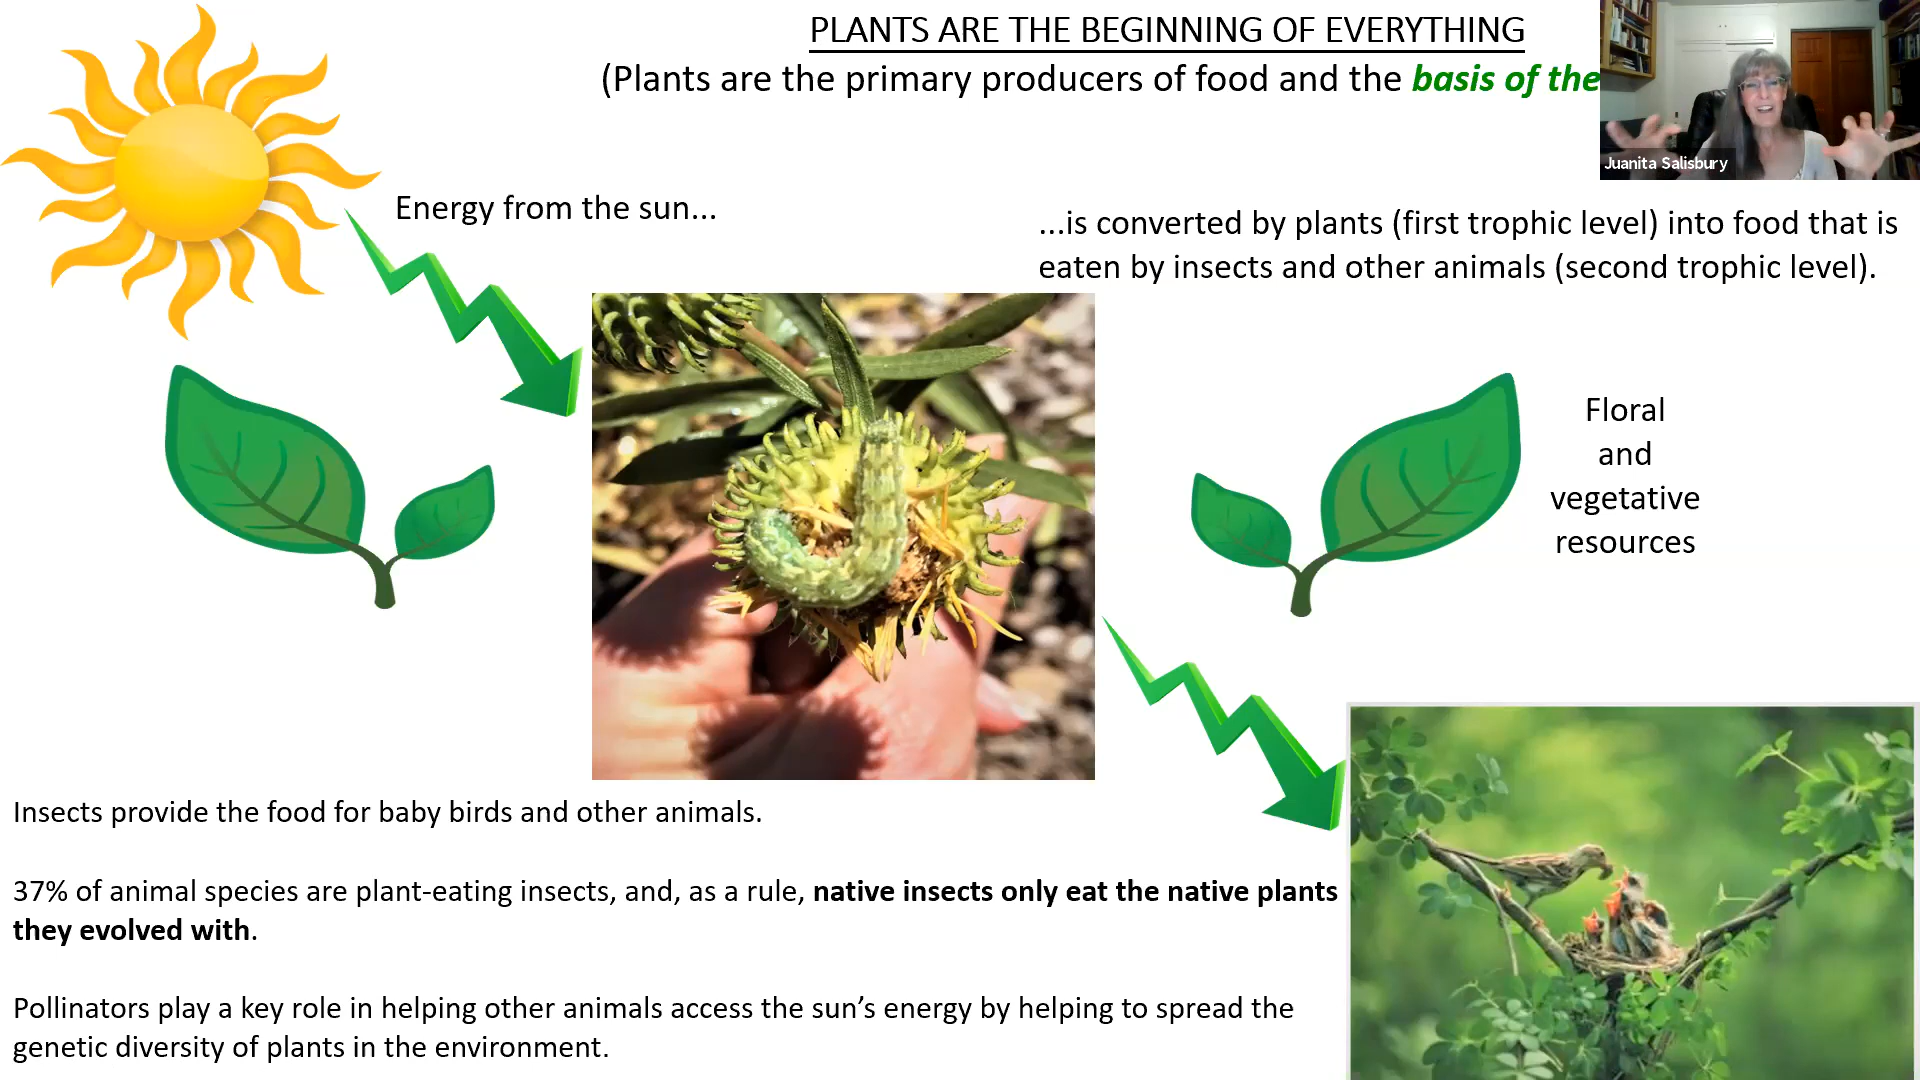 PLANTS ARE THE BEGINNING OF EVERYTHING
(Plants are the primary producers of food and the basis of the
Juanita Salisbury
Energy from the sun...
...is converted by plants (first trophic level) into food that is
eaten by insects and other animals (second trophic level).
Floral
and
vegetative
resources
Insects provide the food for baby birds and other animals.
37% of animal species are plant-eating insects, and, as a rule, native insects only eat the native plants
they evolved with.
Pollinators play a key role in helping other animals access the sun’s energy by helping to spread the
genetic diversity of plants in the environment.